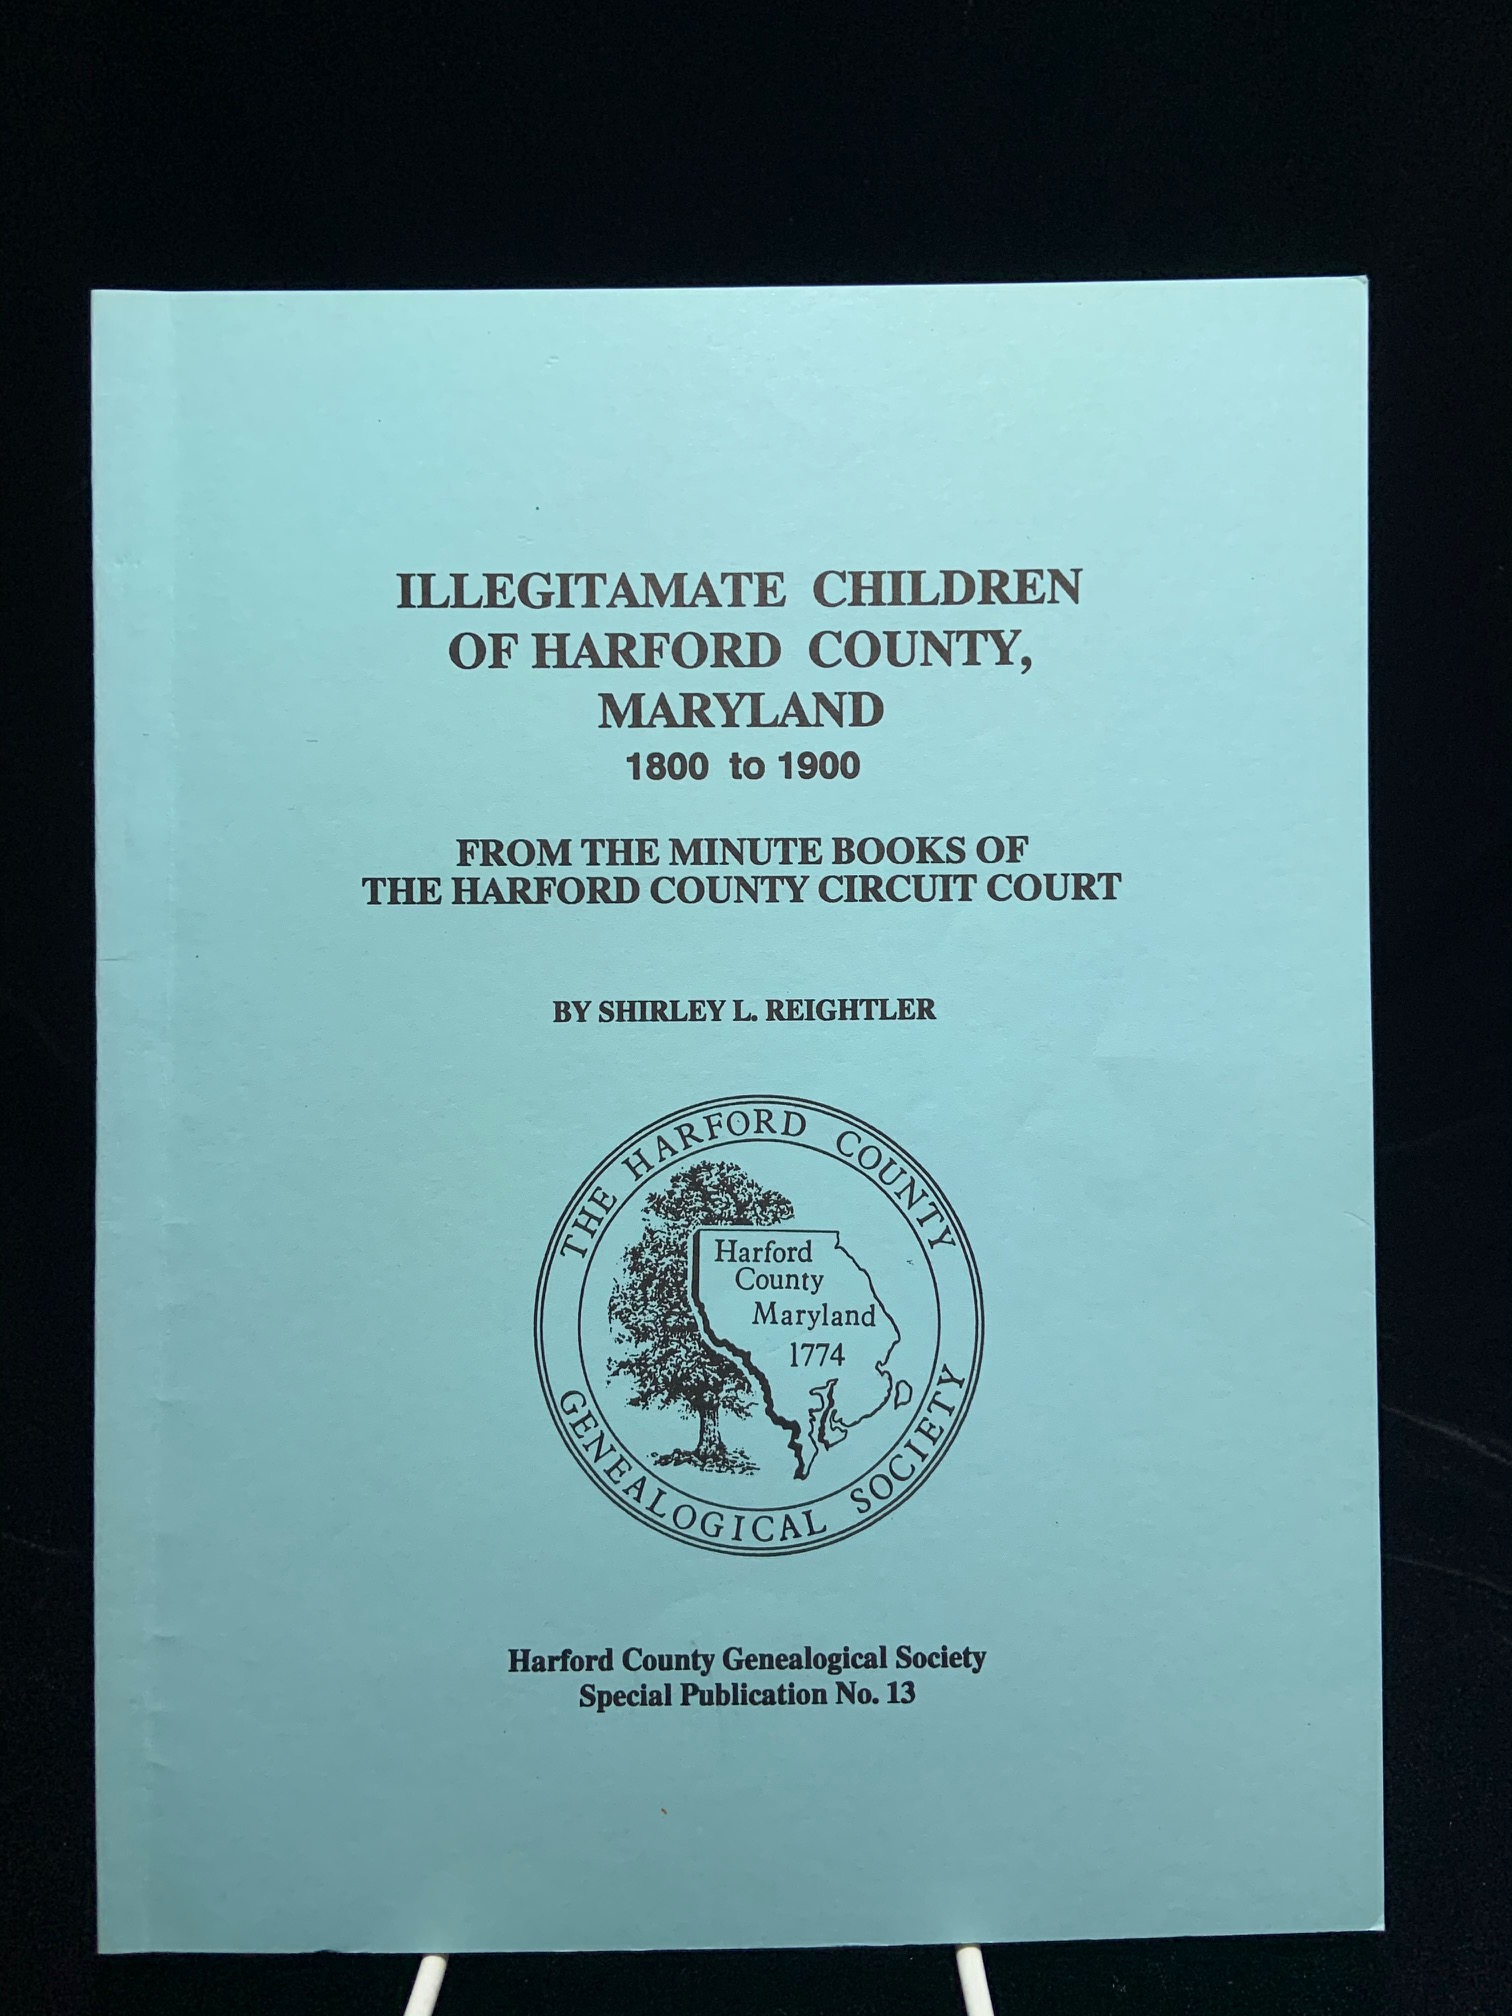 ILLEGITAMATE CHILDREN
OF HARFORD COUNTY,
MARYLAND
1800 to 1900
FROM THE MINUTE BOOKS OF
THE HARFORD COUNTY CIRCUIT COURT
BY SHIRLEY L. REIGHTLER
THE HARFORD COUNTY
Harford
County
Maryland
1774
GENEALOGICAL SOCIETY
Harford County Genealogical Society
Special Publication No. 13